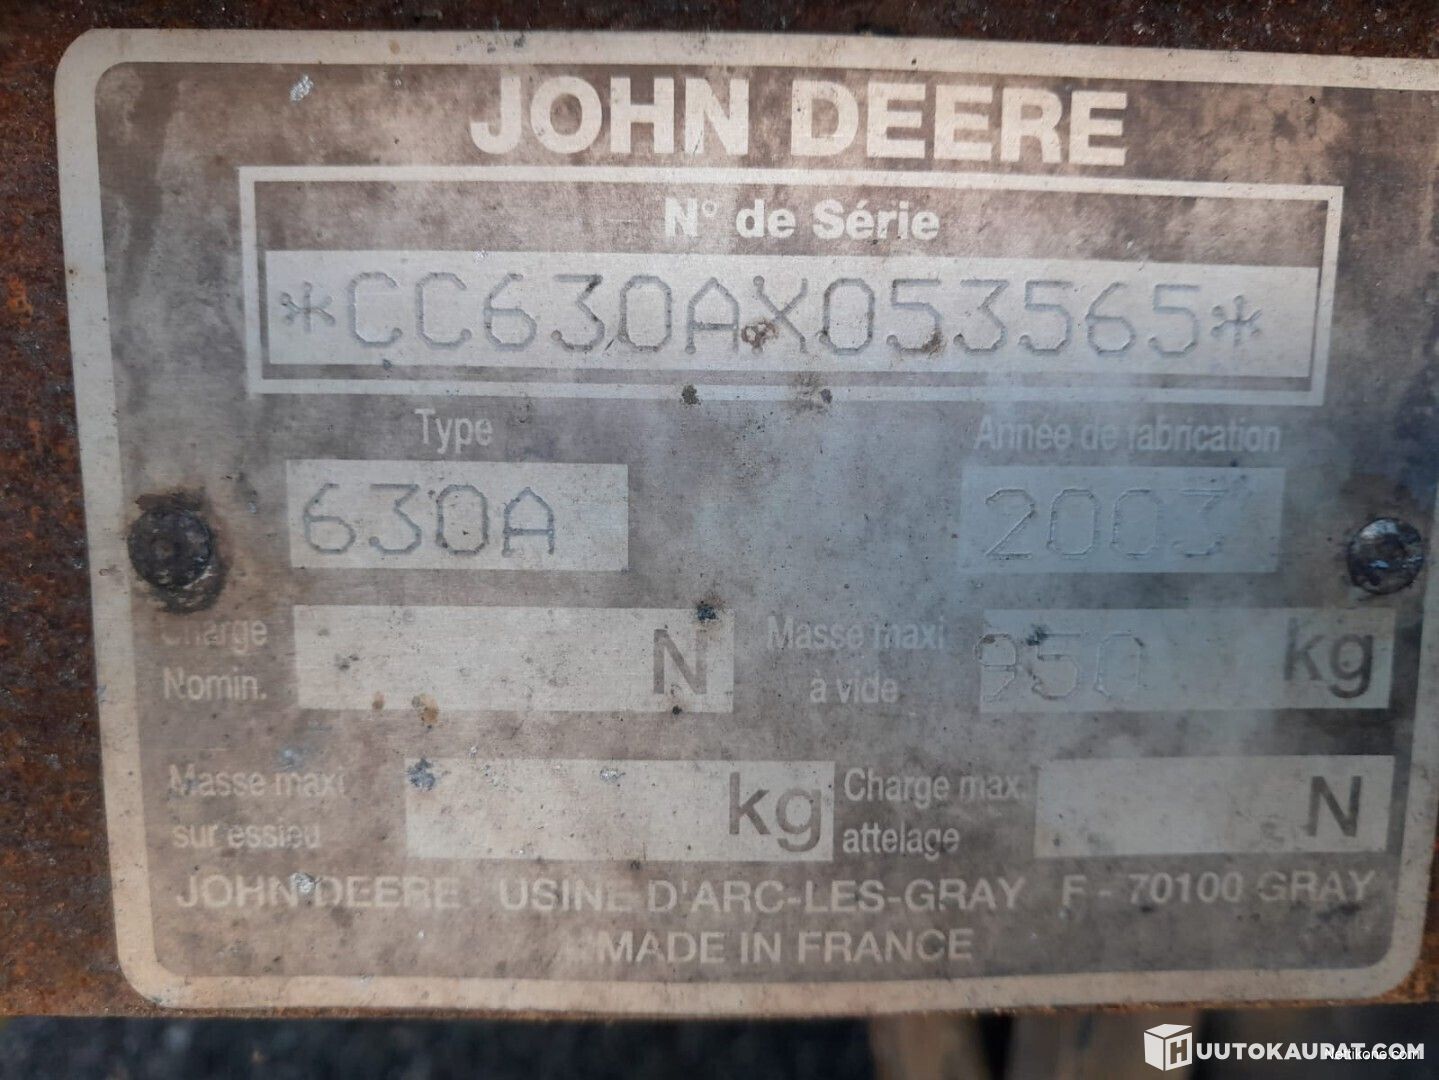 JOHN DEERE
N° de Série
*CC630AX053565*
Type
Année de fabrication
630A
2003
Charge Nomin.
N
Masse maxi à vide
950 kg
Masse maxi sur essieu
kg
Charge max. attelage
N
JOHN DEERE - USINE D'ARC-LES-GRAY F - 70100 GRAY
MADE IN FRANCE
HUUTOKAURAT.COM
Nettikone.com